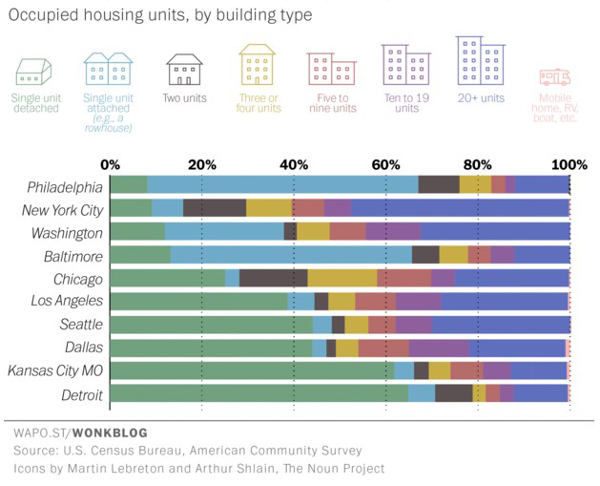 Occupied housing units, by building type
Single unit detached
Single unit attached (e.g., a rowhouse)
Two units
Three or four units
Five to nine units
Ten to 19 units
20+ units
Mobile home, RV, boat, etc.
0% 20% 40% 60% 80% 100%
Philadelphia
New York City
Washington
Baltimore
Chicago
Los Angeles
Seattle
Dallas
Kansas City MO
Detroit
WAPO.ST/WONKBLOG
Source: U.S. Census Bureau, American Community Survey
Icons by Martin Lebreton and Arthur Shlain, The Noun Project